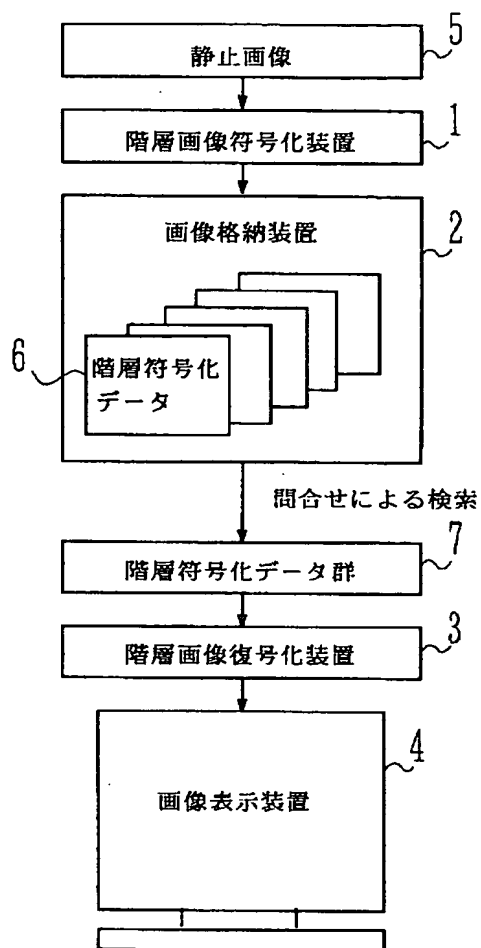 5
静止画像
1
階層画像符号化装置
2
画像格納装置
6
階層符号化
データ
問合せによる検索
7
階層符号化データ群
3
階層画像復号化装置
4
画像表示装置